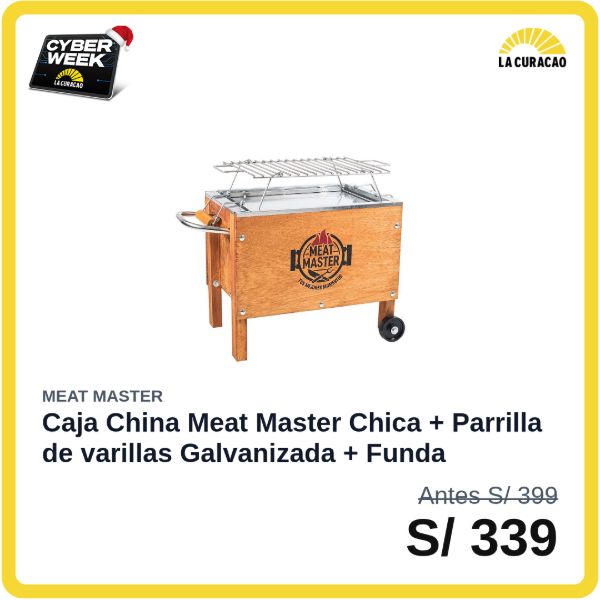 CYBER
WEEK
LA CURACAO
LA CURACAO
MEAT
MASTER
MEAT MASTER
Caja China Meat Master Chica + Parrilla
de varillas Galvanizada + Funda
Antes S/ 399
S/ 339